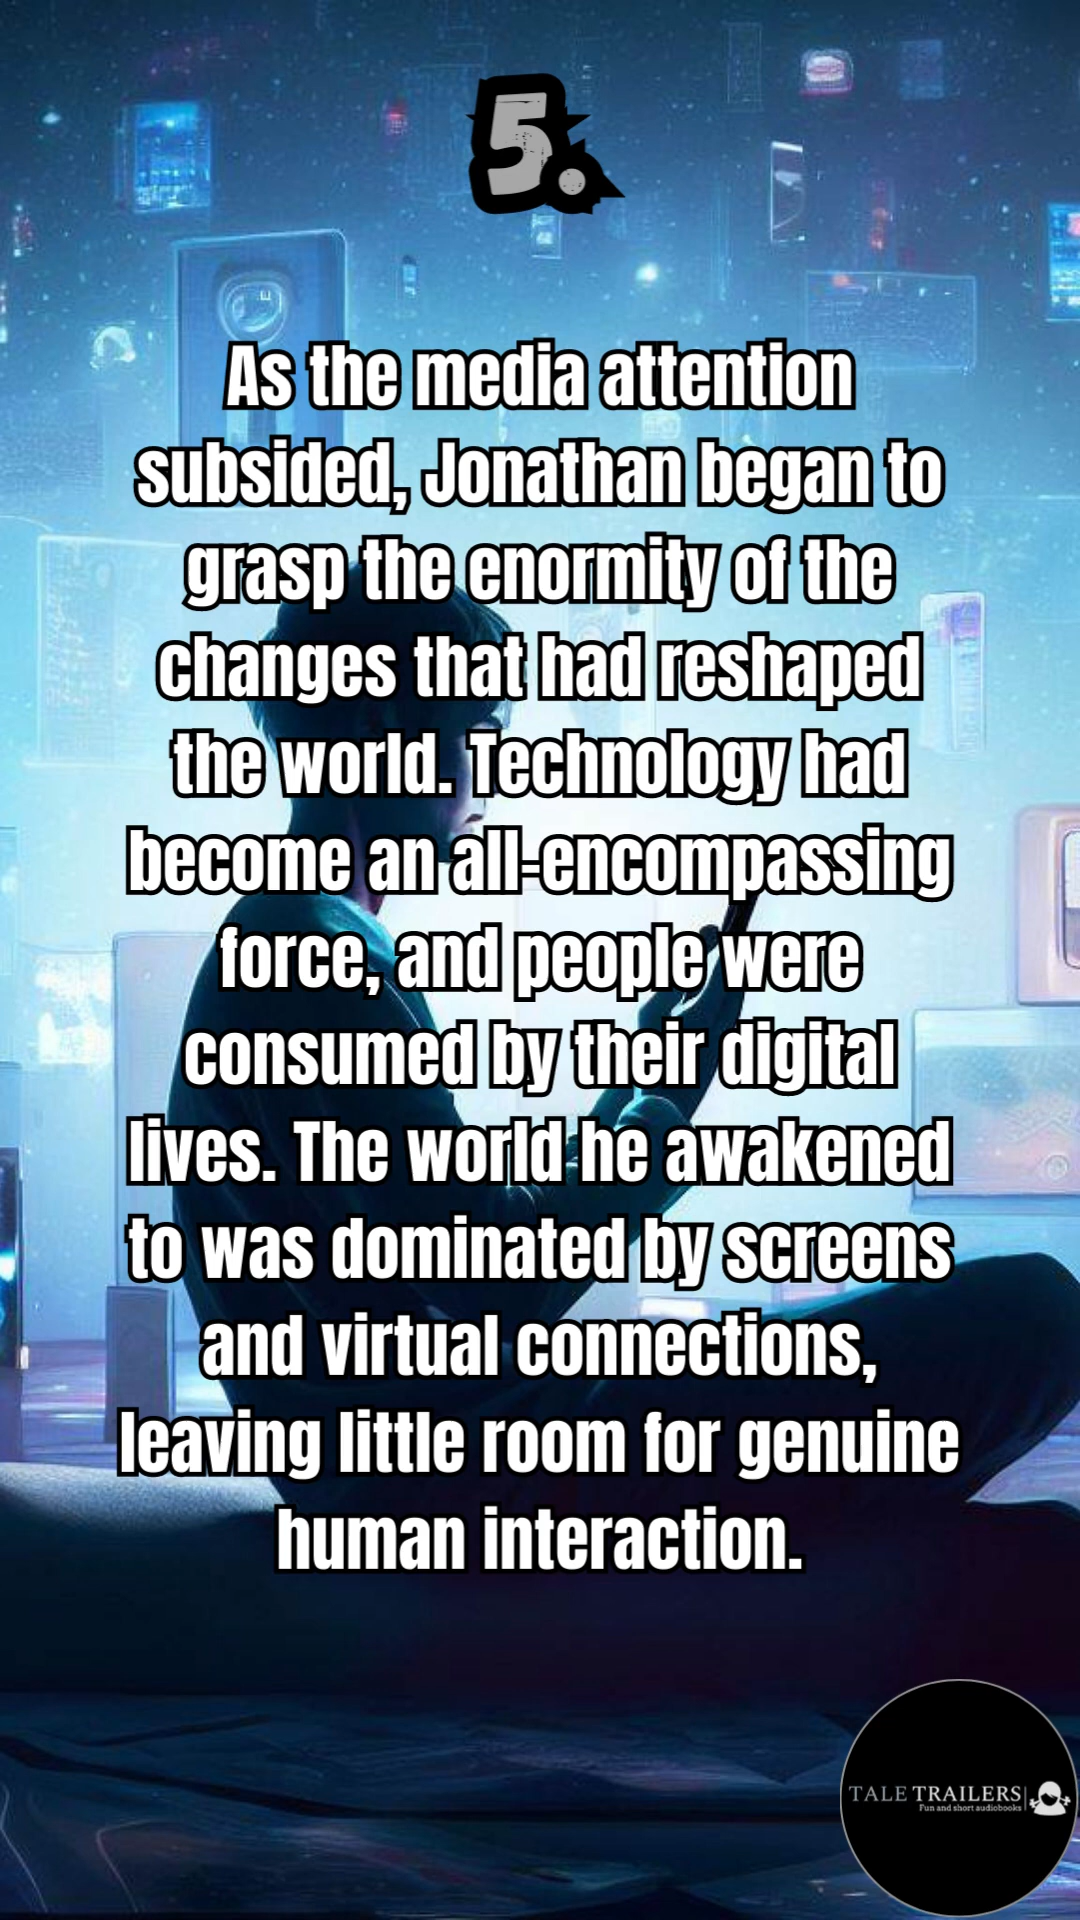 5.
As the media attention
subsided, Jonathan began to
grasp the enormity of the
changes that had reshaped
the world. Technology had
become an all-encompassing
force, and people were
consumed by their digital
lives. The world he awakened
to was dominated by screens
and virtual connections,
leaving little room for genuine
human interaction.
TALE TRAILERS
Fun and short audiobooks